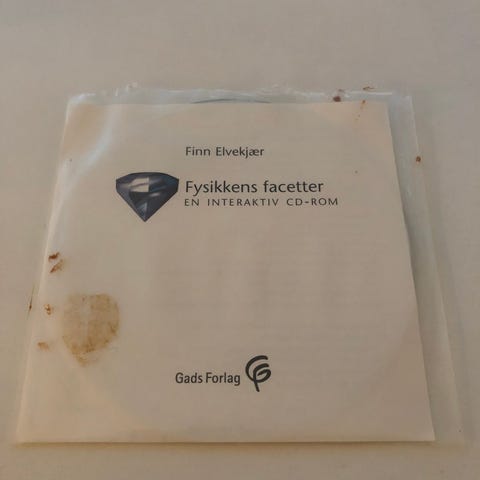 Finn Elvekjær
Fysikkens facetter
EN INTERAKTIV CD-ROM
Gads Forlag